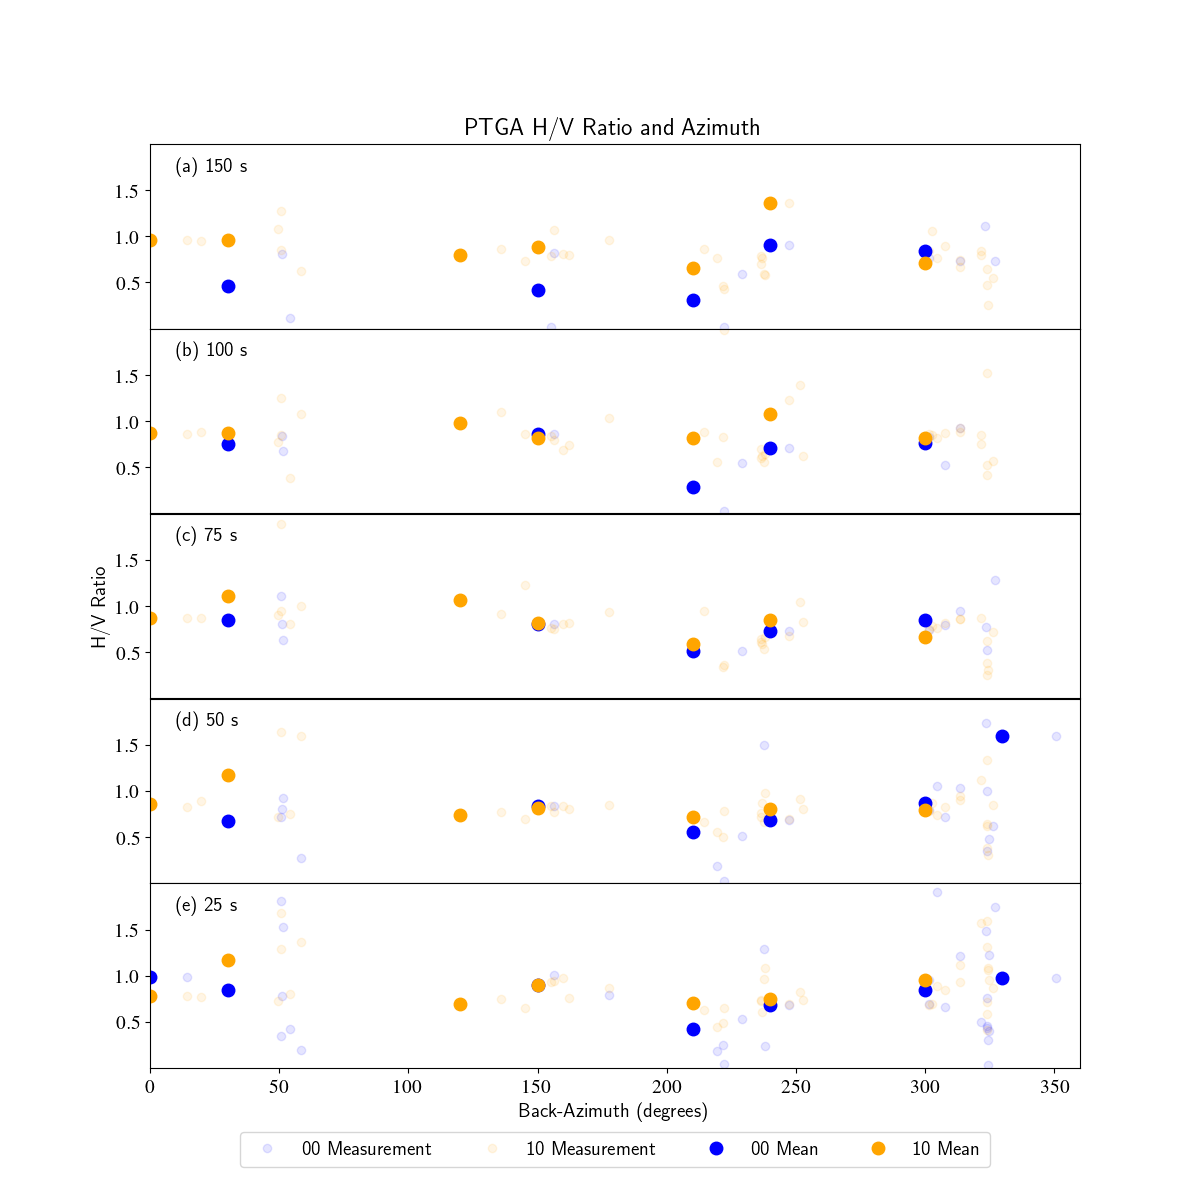 PTGA H/V Ratio and Azimuth
(a) 150 s
1.5
1.0
0.5
(b) 100 s
1.5
1.0
0.5
(c) 75 s
1.5
1.0
0.5
H/V Ratio
(d) 50 s
1.5
1.0
0.5
(e) 25 s
1.5
1.0
0.5
0 50 100 150 200 250 300 350
Back-Azimuth (degrees)
00 Measurement 10 Measurement 00 Mean 10 Mean